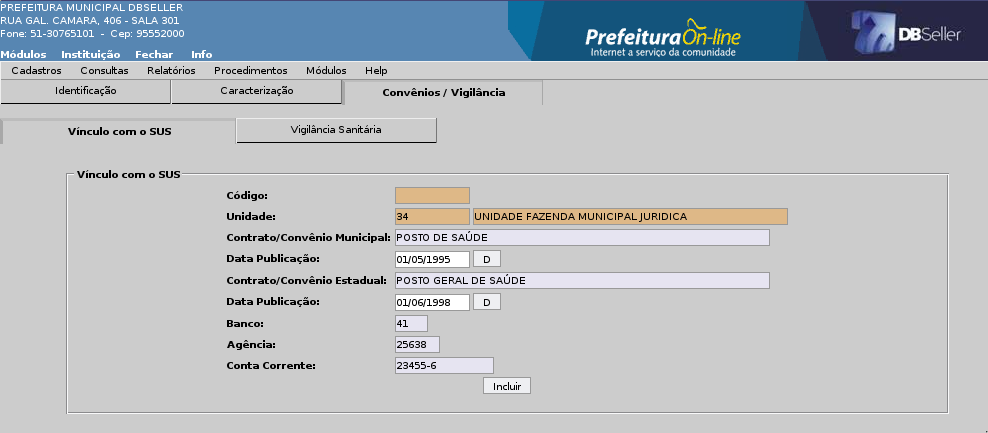 PREFEITURA MUNICIPAL DBSELLER
RUA GAL. CAMARA, 406 - SALA 301
Fone: 51-30765101 - Cep: 95552000
PrefeituraOn-line
Internet a serviço da comunidade
DBSeller
Módulos Instituição Fechar Info
Cadastros Consultas Relatórios Procedimentos Módulos Help
Identificação Caracterização Convênios / Vigilância
Vínculo com o SUS Vigilância Sanitária
Vínculo com o SUS
Código:
Unidade: 34 UNIDADE FAZENDA MUNICIPAL JURIDICA
Contrato/Convênio Municipal: POSTO DE SAÚDE
Data Publicação: 01/05/1995 D
Contrato/Convênio Estadual: POSTO GERAL DE SAÚDE
Data Publicação: 01/06/1998 D
Banco: 41
Agência: 25638
Conta Corrente: 23455-6
Incluir